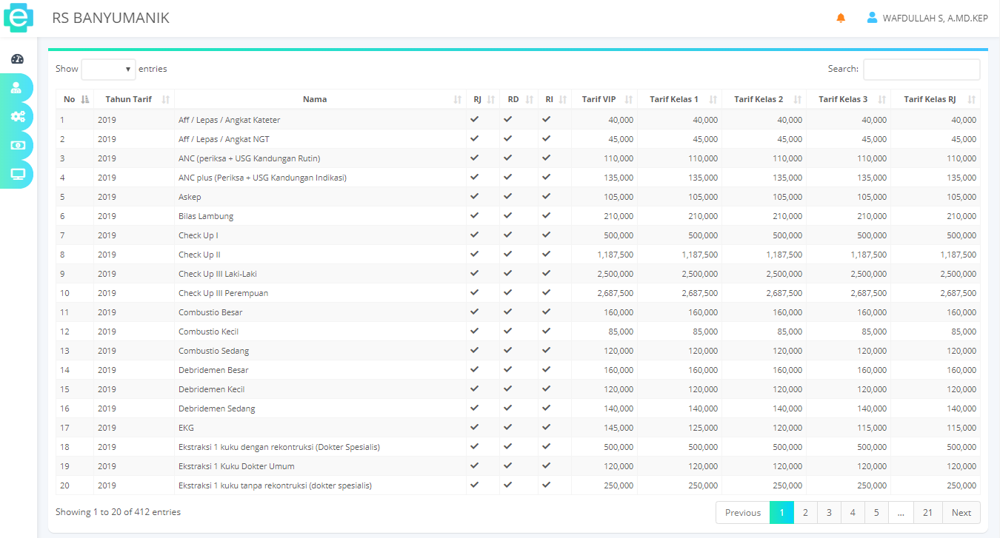 RS BANYUMANIK
WAFDULLAH S, A.MD.KEP
Show entries
Search:
No Tahun Tarif Nama RJ RD RI Tarif VIP Tarif Kelas 1 Tarif Kelas 2 Tarif Kelas 3 Tarif Kelas RJ
1 2019 Aff / Lepas / Angkat Kateter 40,000 40,000 40,000 40,000 40,000
2 2019 Aff / Lepas / Angkat NGT 45,000 45,000 45,000 45,000 45,000
3 2019 ANC (periksa + USG Kandungan Rutin) 110,000 110,000 110,000 110,000 110,000
4 2019 ANC plus (Periksa + USG Kandungan Indikasi) 135,000 135,000 135,000 135,000 135,000
5 2019 Askep 105,000 105,000 105,000 105,000 105,000
6 2019 Bilas Lambung 210,000 210,000 210,000 210,000 210,000
7 2019 Check Up I 500,000 500,000 500,000 500,000 500,000
8 2019 Check Up II 1,187,500 1,187,500 1,187,500 1,187,500 1,187,500
9 2019 Check Up III Laki-Laki 2,500,000 2,500,000 2,500,000 2,500,000 2,500,000
10 2019 Check Up III Perempuan 2,687,500 2,687,500 2,687,500 2,687,500 2,687,500
11 2019 Combustio Besar 160,000 160,000 160,000 160,000 160,000
12 2019 Combustio Kecil 85,000 85,000 85,000 85,000 85,000
13 2019 Combustio Sedang 120,000 120,000 120,000 120,000 120,000
14 2019 Debridemen Besar 160,000 160,000 160,000 160,000 160,000
15 2019 Debridemen Kecil 120,000 120,000 120,000 120,000 120,000
16 2019 Debridemen Sedang 140,000 140,000 140,000 140,000 140,000
17 2019 EKG 145,000 125,000 120,000 115,000 115,000
18 2019 Ekstraksi 1 kuku dengan rekontruksi (Dokter Spesialis) 500,000 500,000 500,000 500,000 500,000
19 2019 Ekstraksi 1 Kuku Dokter Umum 120,000 120,000 120,000 120,000 120,000
20 2019 Ekstraksi 1 kuku tanpa rekontruksi (dokter spesialis) 250,000 250,000 250,000 250,000 250,000
Showing 1 to 20 of 412 entries
Previous 1 2 3 4 5 ... 21 Next